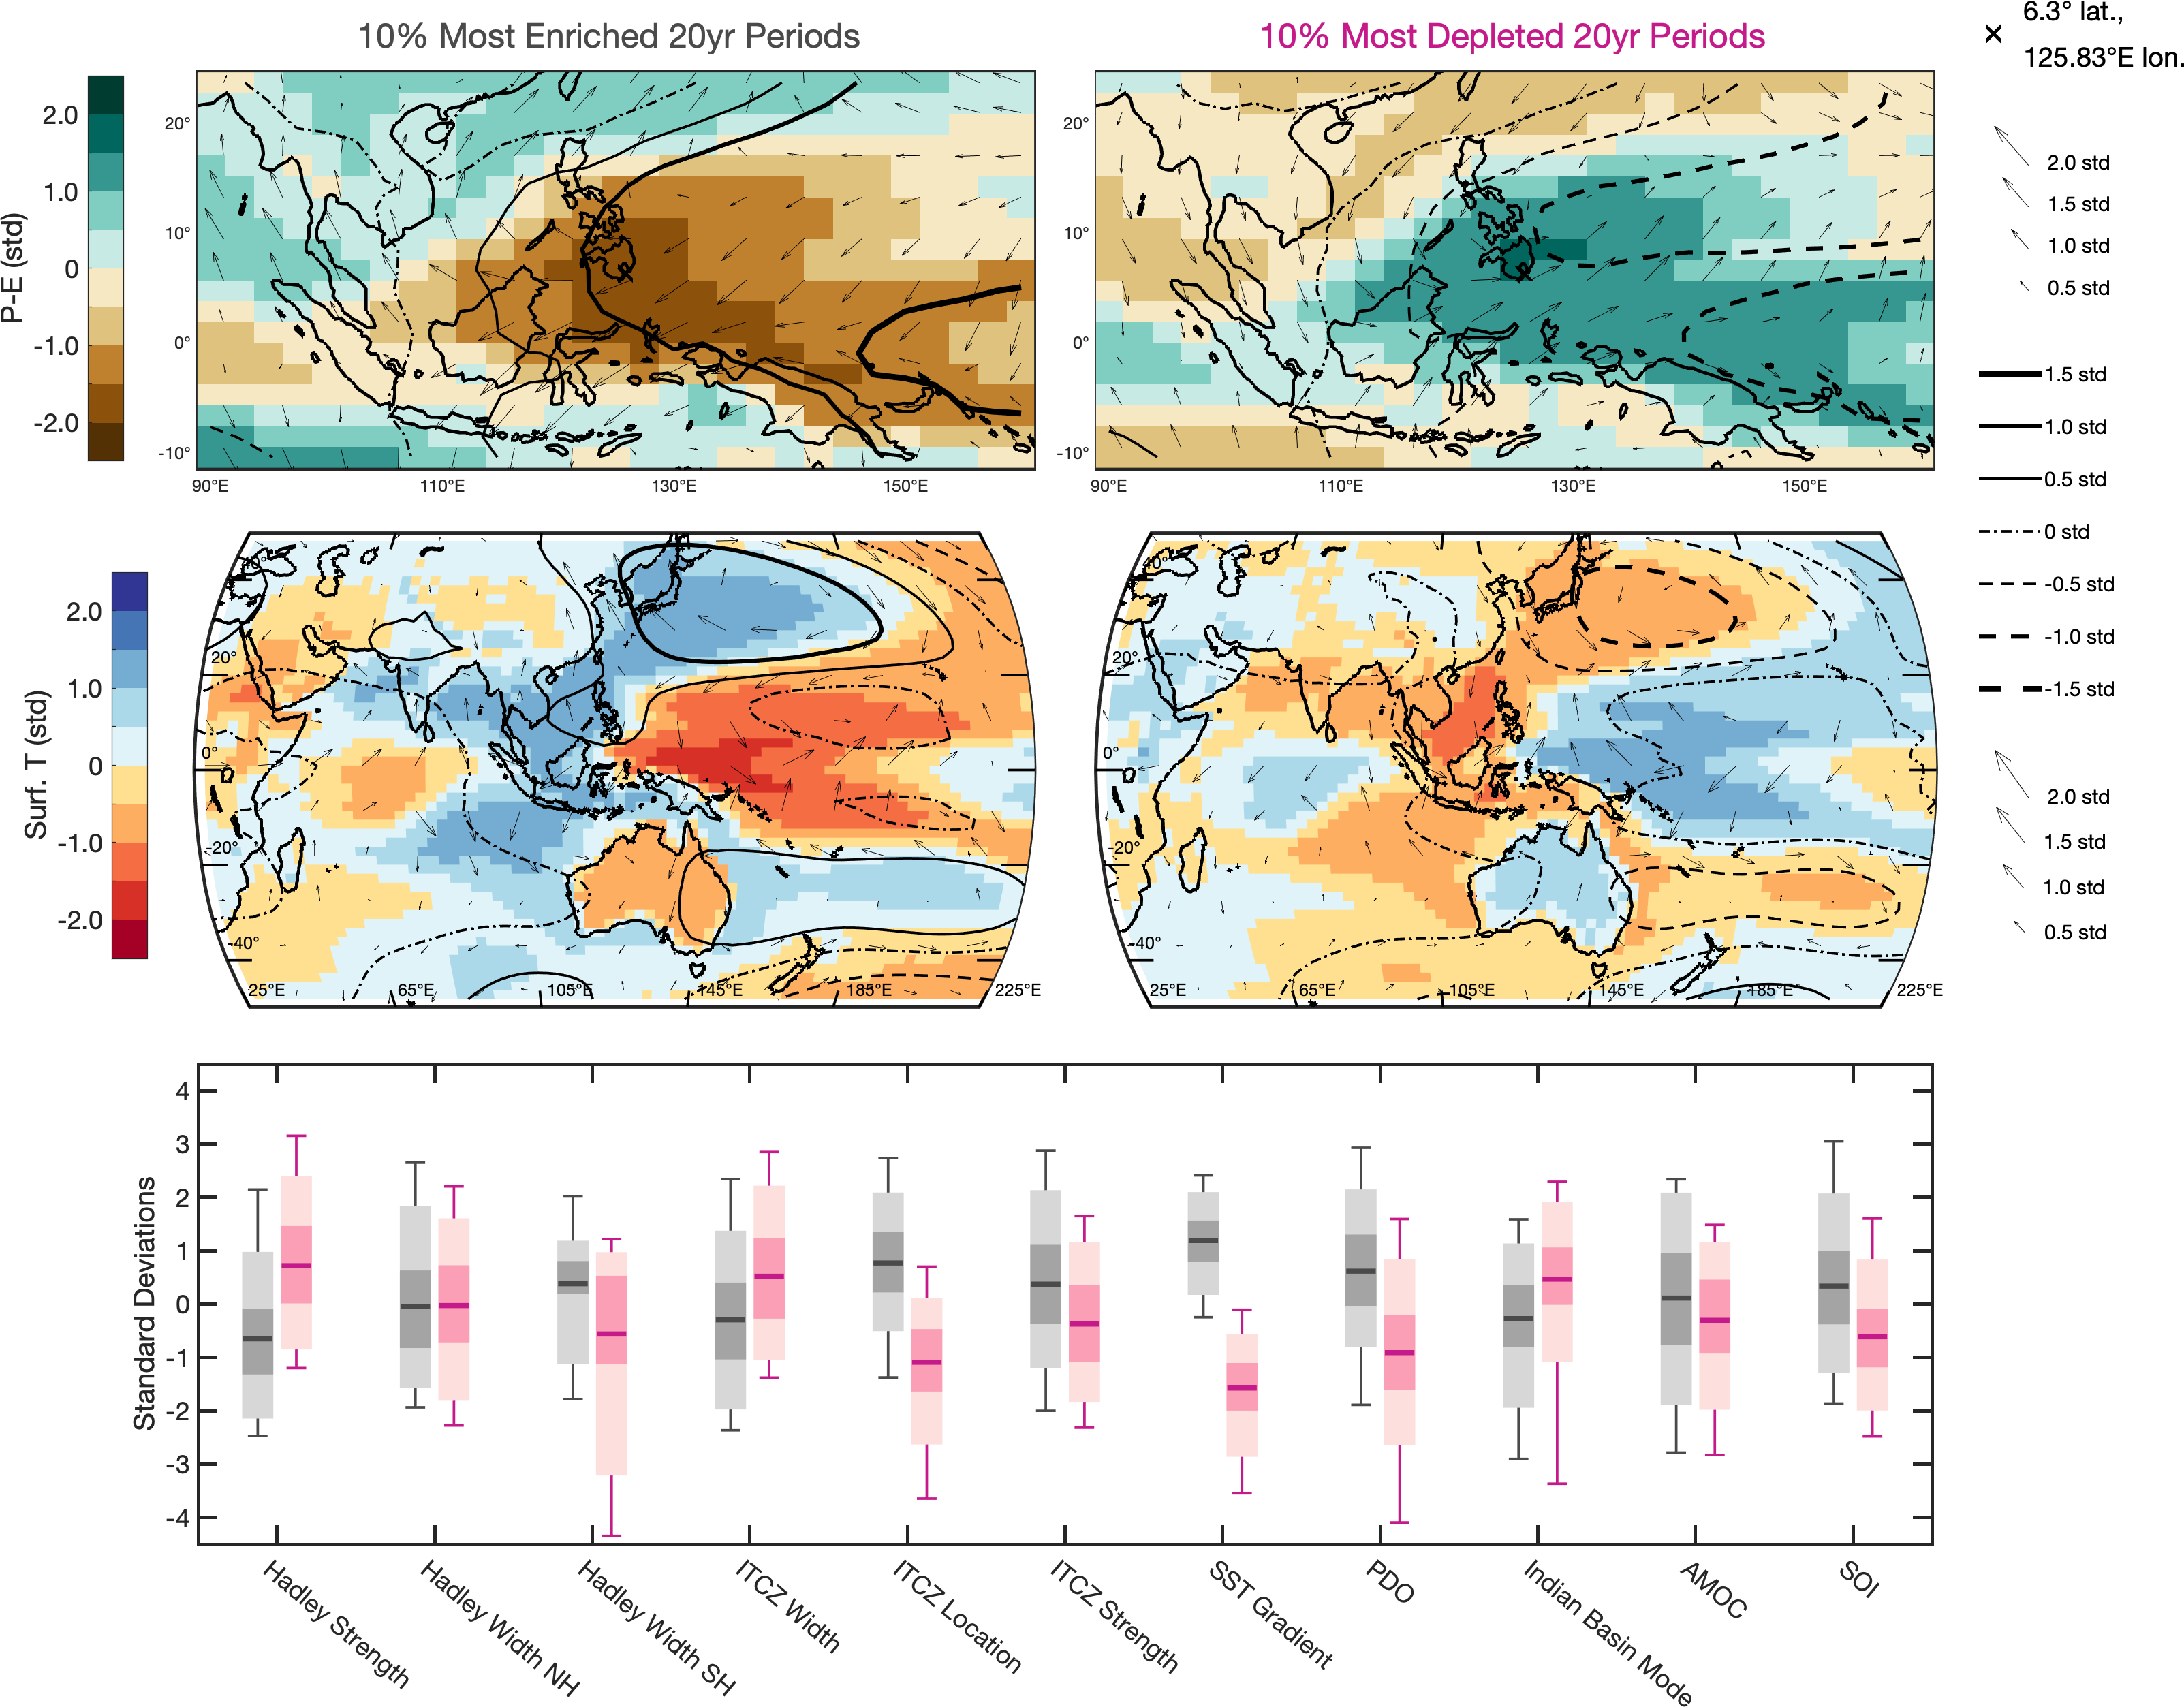 10% Most Enriched 20yr Periods
10% Most Depleted 20yr Periods
6.3° lat.,
125.83°E lon.
P-E (std)
2.0
1.0
0
-1.0
-2.0
20°
10°
0°
-10°
90°E 110°E 130°E 150°E
20°
10°
0°
-10°
90°E 110°E 130°E 150°E
2.0 std
1.5 std
1.0 std
0.5 std
1.5 std
1.0 std
0.5 std
0 std
-0.5 std
-1.0 std
-1.5 std
2.0 std
1.5 std
1.0 std
0.5 std
Surf. T (std)
2.0
1.0
0
-1.0
-2.0
40°
20°
0°
-20°
-40°
25°E 65°E 105°E 145°E 185°E 225°E
40°
20°
0°
-20°
-40°
25°E 65°E 105°E 145°E 185°E 225°E
Standard Deviations
4
3
2
1
0
-1
-2
-3
-4
Hadley Strength
Hadley Width NH
Hadley Width SH
ITCZ Width
ITCZ Location
ITCZ Strength
SST Gradient
PDO
Indian Basin Mode
AMOC
SOI